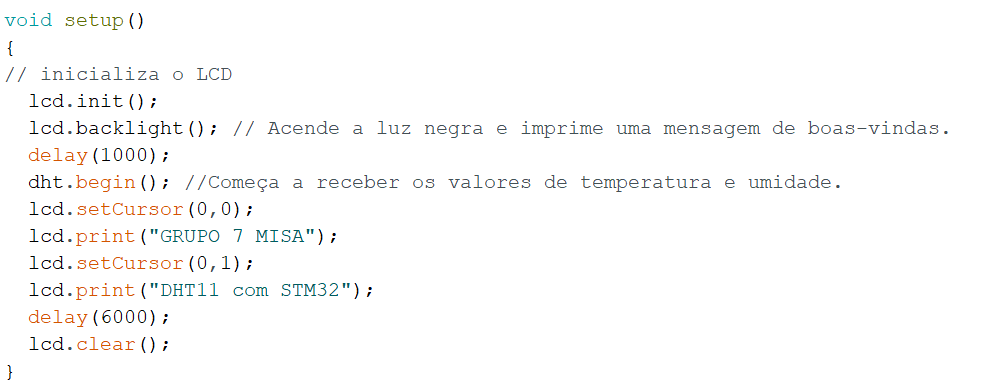 void setup()
{
// inicializa o LCD
  lcd.init();
  lcd.backlight(); // Acende a luz negra e imprime uma mensagem de boas-vindas.
  delay(1000);
  dht.begin(); //Começa a receber os valores de temperatura e umidade.
  lcd.setCursor(0,0);
  lcd.print("GRUPO 7 MISA");
  lcd.setCursor(0,1);
  lcd.print("DHT11 com STM32");
  delay(6000);
  lcd.clear();
}